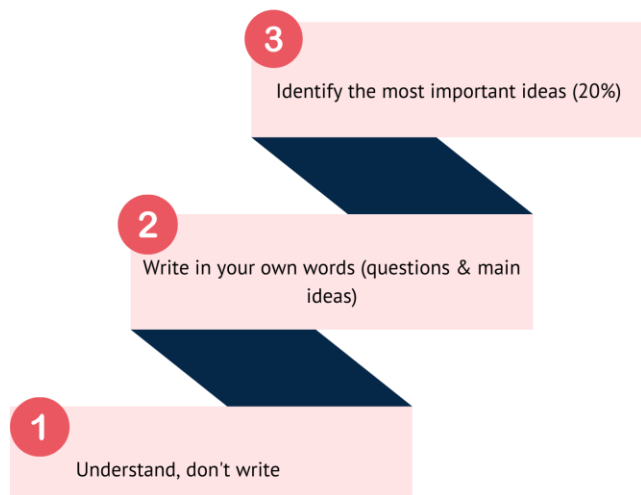 3
Identify the most important ideas (20%)
2
Write in your own words (questions & main
ideas)
1
Understand, don't write